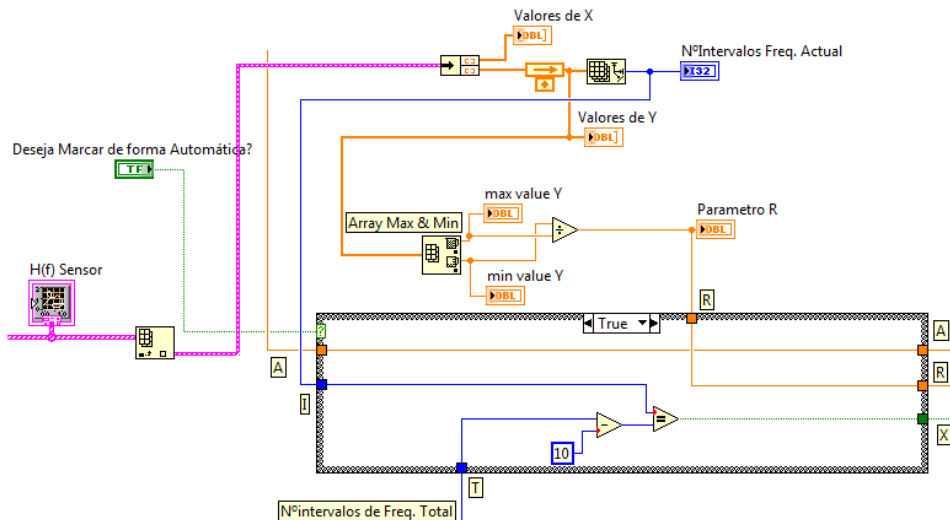 Valores de X
DBL
NºIntervalos Freq. Actual
I32
Valores de Y
DBL
Deseja Marcar de forma Automática?
TF
max value Y
DBL
Array Max & Min
Parametro R
DBL
H(f) Sensor
min value Y
DBL
R
True
?
A
A
R
I
10
X
T
Nºintervalos de Freq. Total